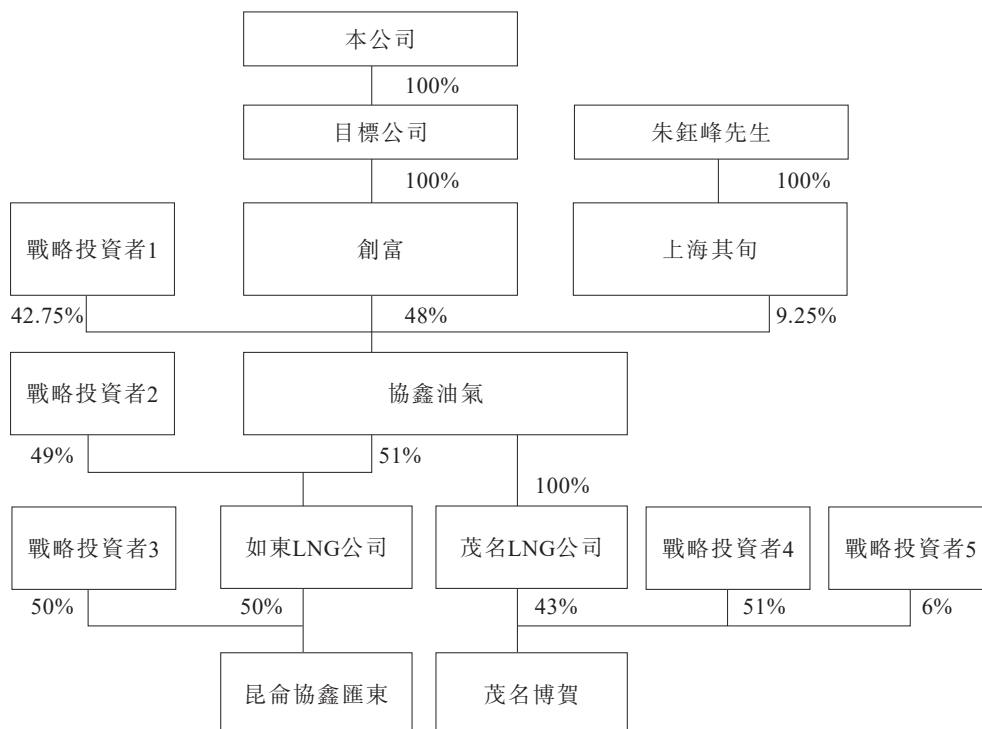 本公司
100%
目標公司
朱鈺峰先生
100%
100%
戰略投資者1
創富
上海其旬
42.75%
48%
9.25%
戰略投資者2
協鑫油氣
49%
51%
100%
戰略投資者3
如東LNG公司
茂名LNG公司
戰略投資者4
戰略投資者5
50%
50%
43%
51%
6%
昆侖協鑫匯東
茂名博賀